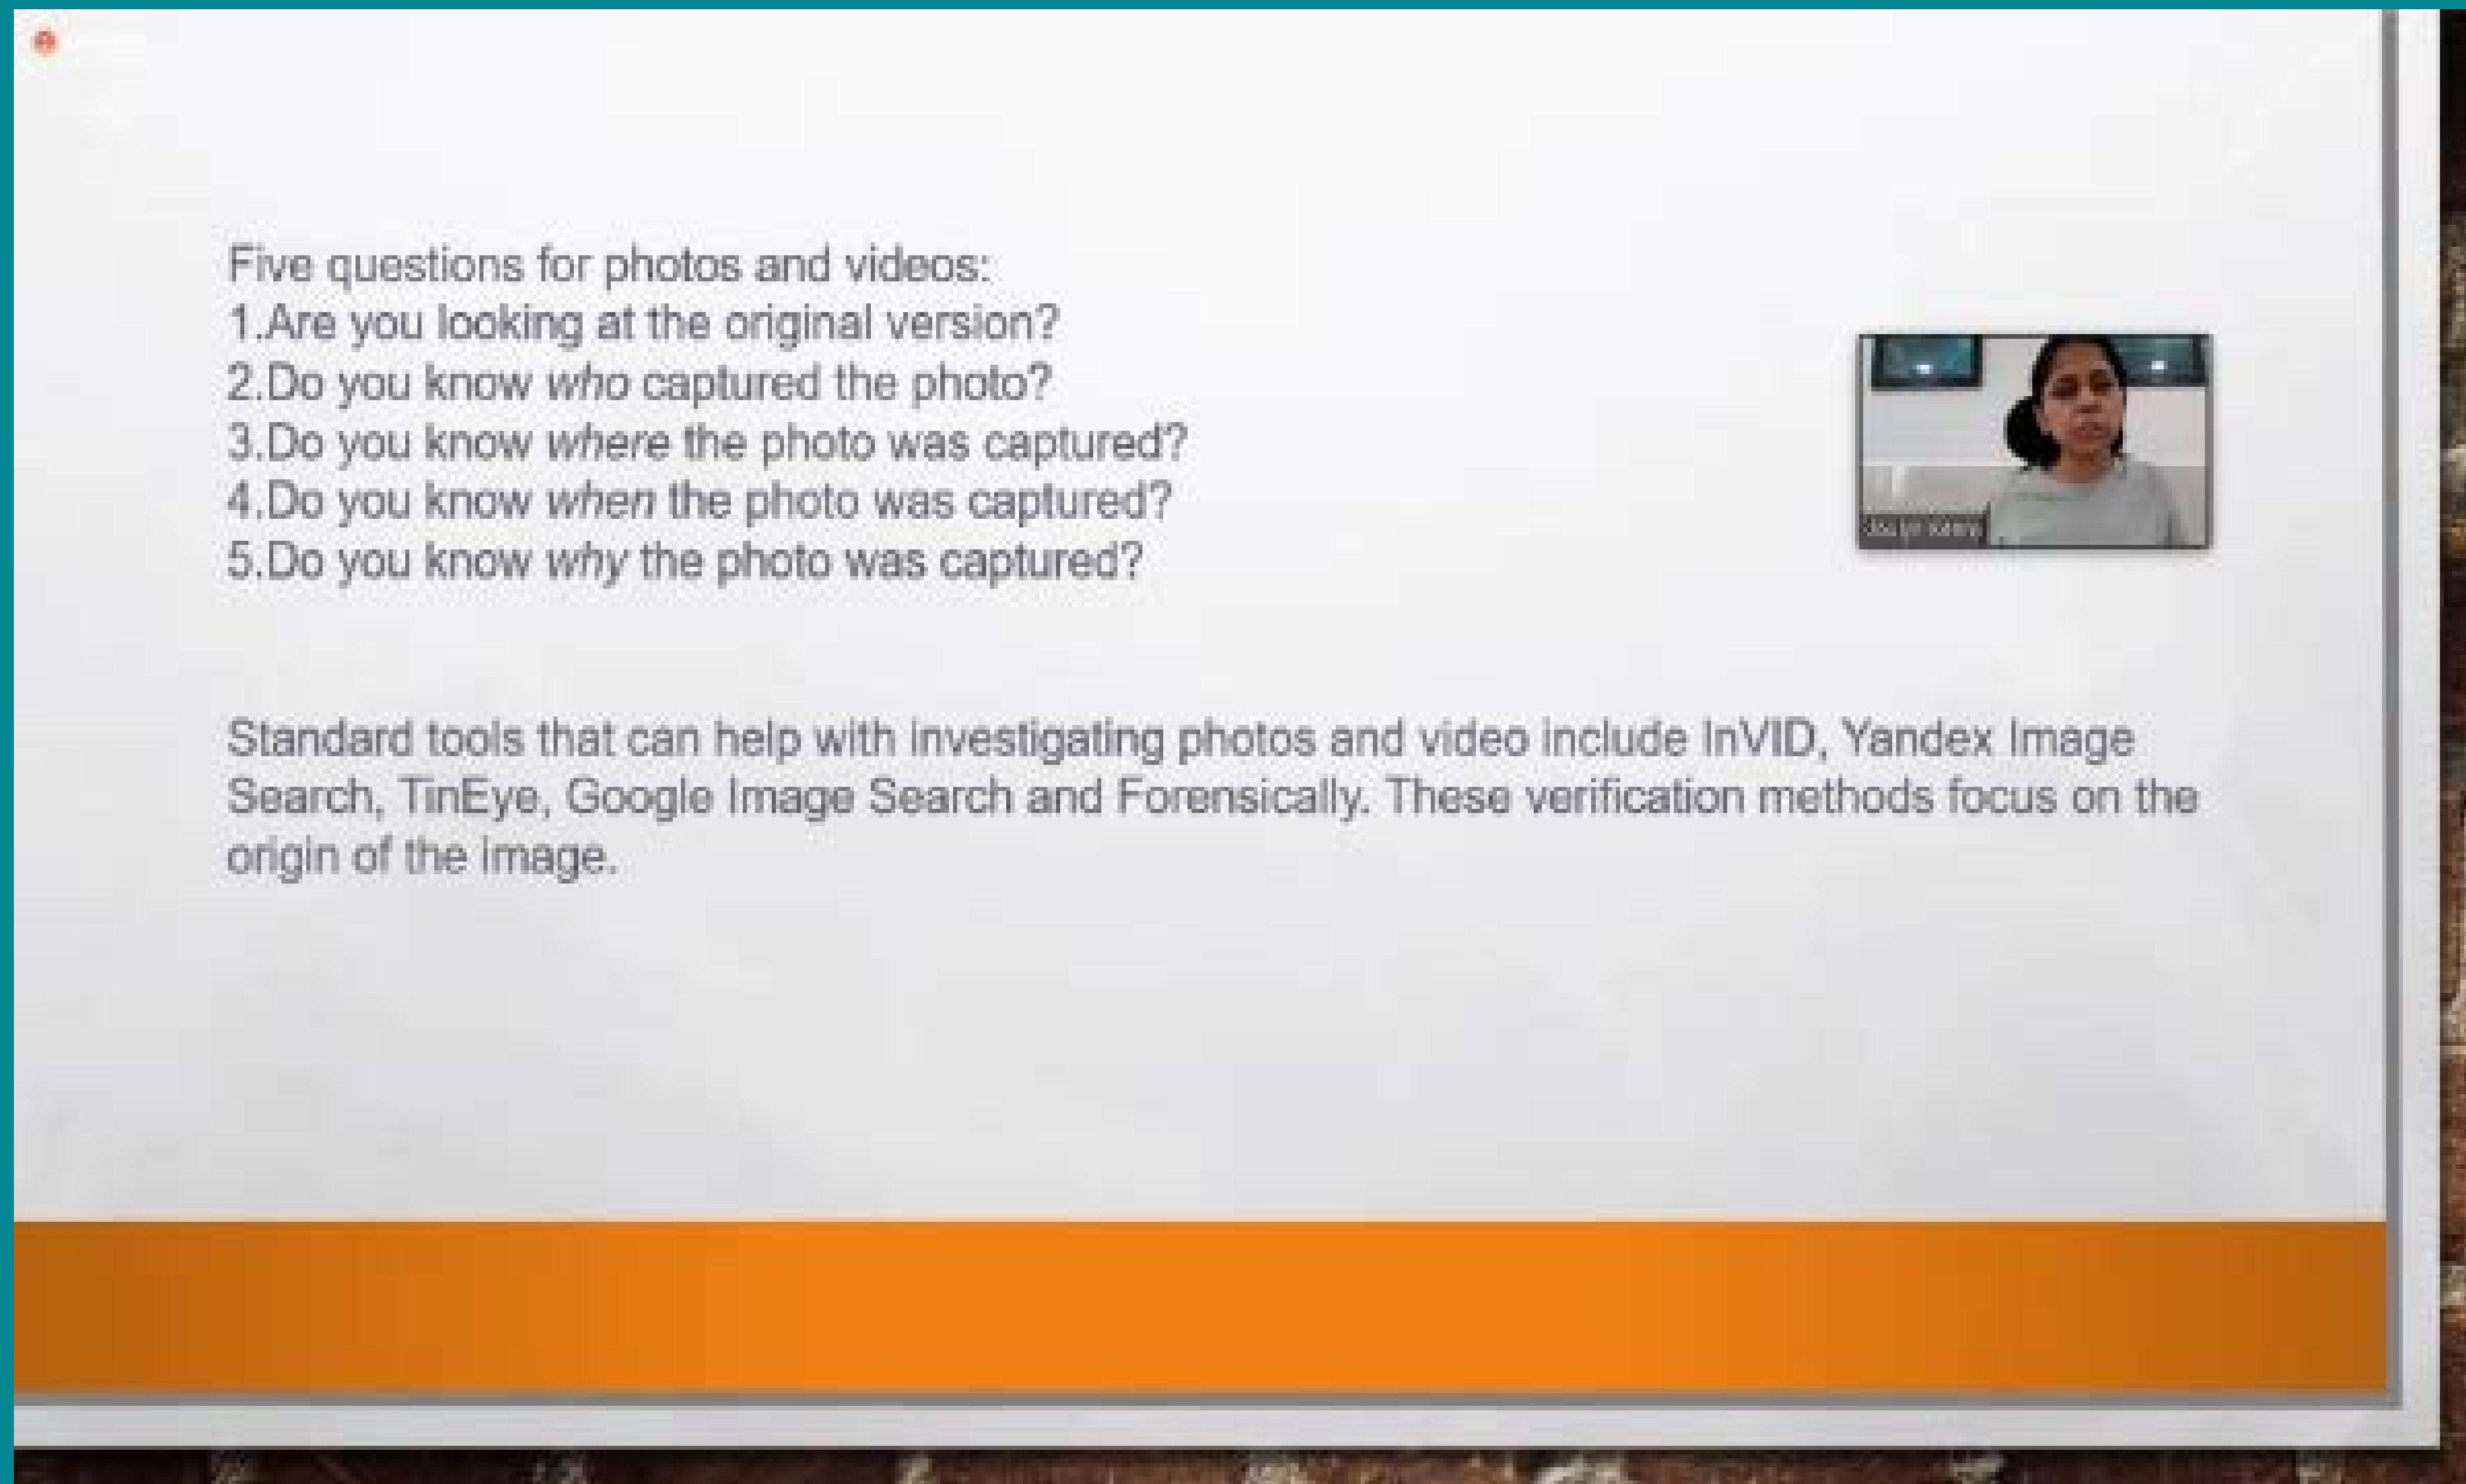 Five questions for photos and videos:
1.Are you looking at the original version?
2.Do you know who captured the photo?
3.Do you know where the photo was captured?
4.Do you know when the photo was captured?
5.Do you know why the photo was captured?
Standard tools that can help with investigating photos and video include InVID, Yandex Image
Search, TinEye, Google Image Search and Forensically. These verification methods focus on the
origin of the image.